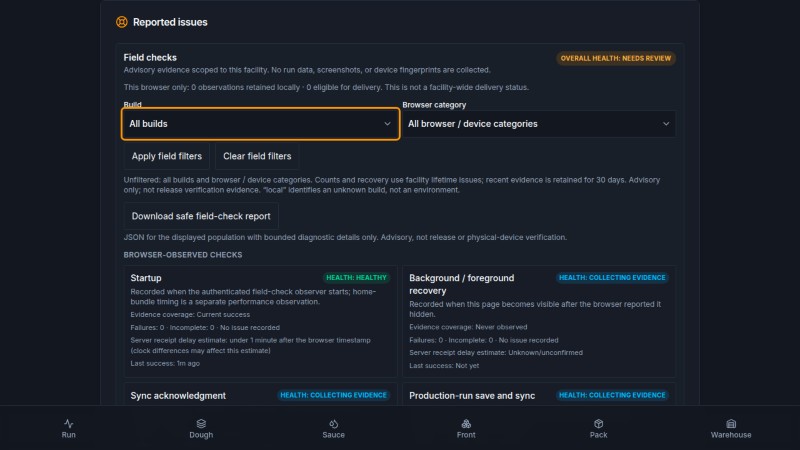 Reported issues
Field checks
OVERALL HEALTH: NEEDS REVIEW
Advisory evidence scoped to this facility. No run data, screenshots, or device fingerprints are collected.
This browser only: 0 observations retained locally · 0 eligible for delivery. This is not a facility-wide delivery status.
Build
Browser category
All builds
All browser / device categories
Apply field filters
Clear field filters
Unfiltered: all builds and browser / device categories. Counts and recovery use facility lifetime issues; recent evidence is retained for 30 days. Advisory
only; not release verification evidence. "local" identifies an unknown build, not an environment.
Download safe field-check report
JSON for the displayed population with bounded diagnostic details only. Advisory, not release or physical-device verification.
BROWSER-OBSERVED CHECKS
Startup
HEALTH: HEALTHY
Recorded when the authenticated field-check observer starts; home-
bundle timing is a separate performance observation.
Evidence coverage: Current success
Failures: 0 · Incomplete: 0 · No issue recorded
Server receipt delay estimate: under 1 minute after the browser timestamp
(clock differences may affect this estimate)
Last success: 1m ago
Background / foreground
recovery
HEALTH: COLLECTING EVIDENCE
Recorded when this page becomes visible after the browser reported it
hidden.
Evidence coverage: Never observed
Failures: 0 · Incomplete: 0 · No issue recorded
Server receipt delay estimate: Unknown/unconfirmed
Last success: Not yet
Sync acknowledgment
HEALTH: COLLECTING EVIDENCE
Production-run save and sync
HEALTH: COLLECTING EVIDENCE
Run
Dough
Sauce
Front
Pack
Warehouse